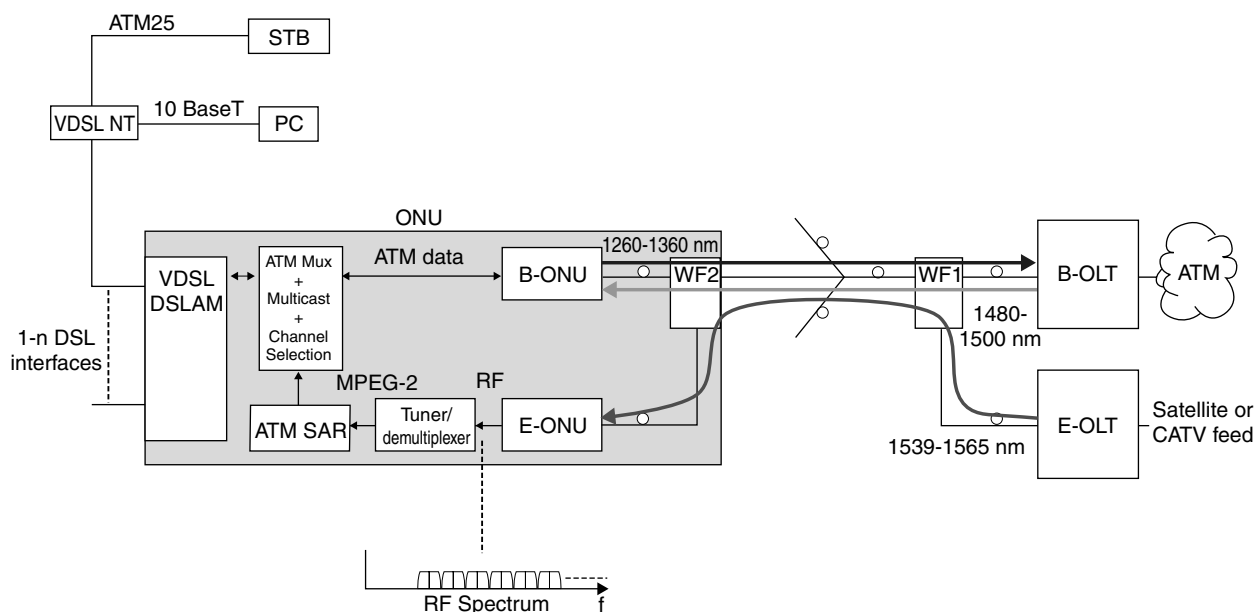 ATM25
STB
10 BaseT
VDSL NT
PC
ONU
VDSL
DSLAM
ATM Mux
+
Multicast
+
Channel
Selection
ATM data
B-ONU
1260-1360 nm
WF2
WF1
B-OLT
ATM
1480-
1500 nm
1-n DSL
interfaces
MPEG-2
RF
ATM SAR
Tuner/
demultiplexer
E-ONU
1539-1565 nm
E-OLT
Satellite or
CATV feed
RF Spectrum
f